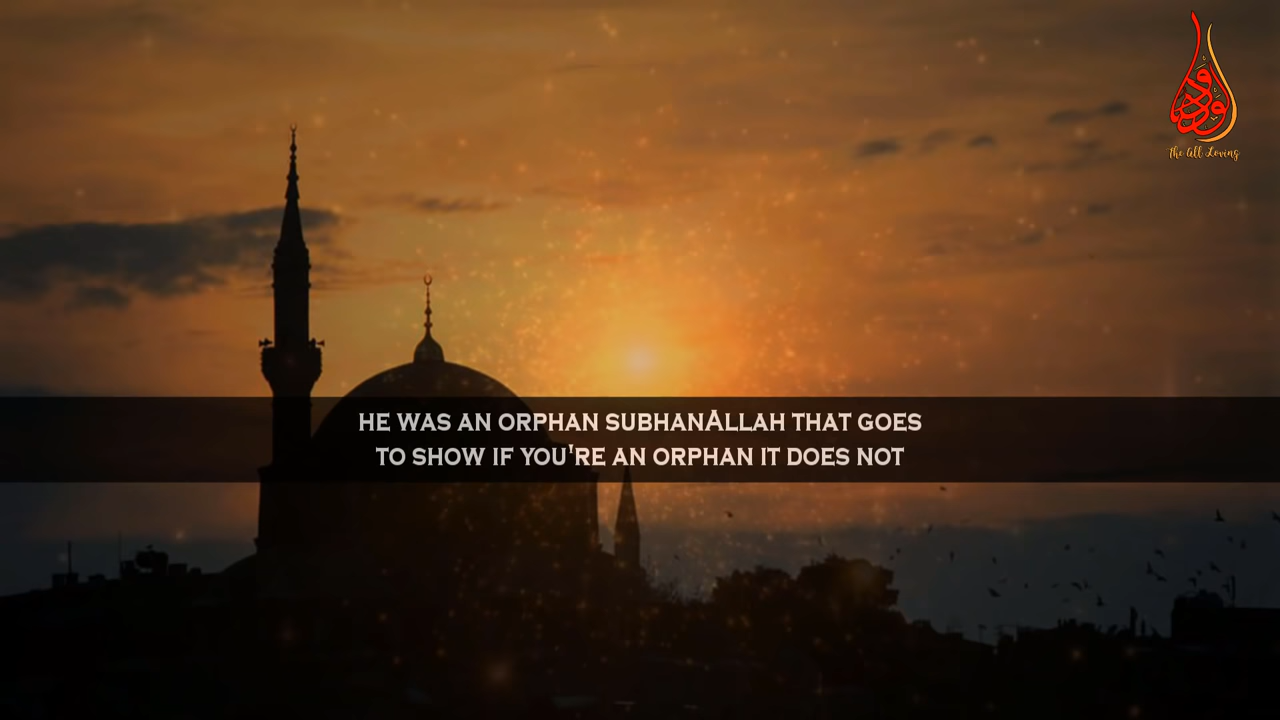 الودود
The All Loving
HE WAS AN ORPHAN SUBHANALLAH THAT GOES
TO SHOW IF YOU'RE AN ORPHAN IT DOES NOT